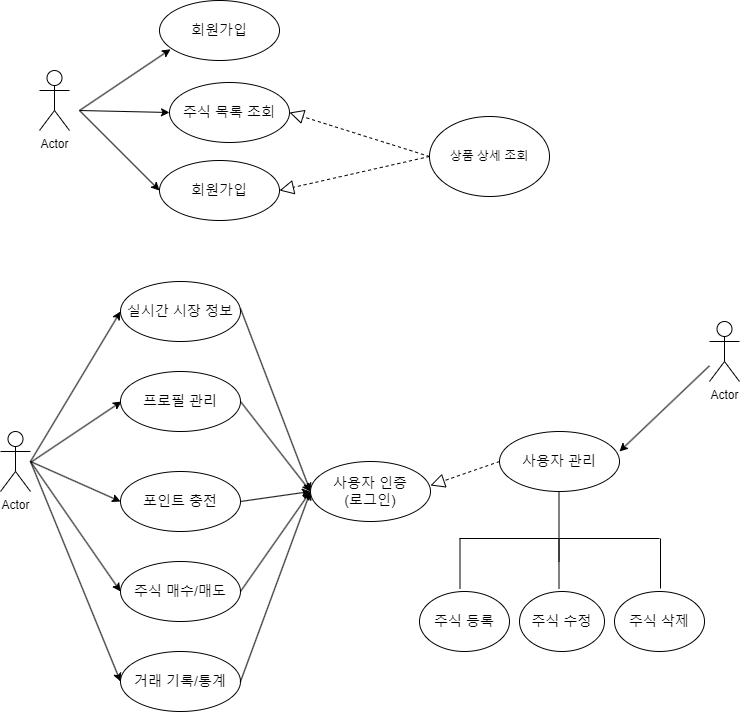 회원가입
Actor
주식 목록 조회
상품 상세 조회
회원가입
실시간 시장 정보
프로필 관리
Actor
포인트 충전
주식 매수/매도
거래 기록/통계
사용자 인증
(로그인)
Actor
사용자 관리
주식 등록
주식 수정
주식 삭제